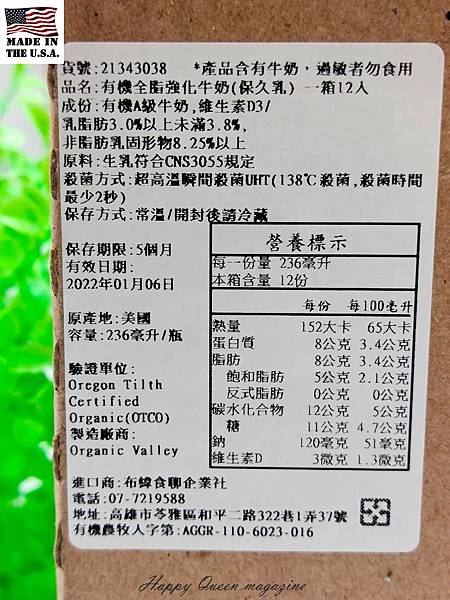 MADE IN
THE U.S.A.
貨號:21343038 *產品含有牛奶，過敏者勿食用
品名:有機全脂強化牛奶(保久乳) 一箱12入
成份:有機A級牛奶,維生素D3/
乳脂肪3.0%以上未滿3.8%,
非脂肪乳固形物8.25%以上
原料:生乳符合CNS3055規定
殺菌方式:超高溫瞬間殺菌UHT(138℃殺菌,殺菌時間
最少2秒)
保存方式:常溫/開封後請冷藏
保存期限:5個月
有效日期:
2022年01月06日
原產地:美國
容量:236毫升/瓶
驗證單位:
Oregon Tilth
Certified
Organic(OTCO)
製造廠商:
Organic Valley
營養標示
每一份量 236毫升
本箱含量 12份
每份 每100毫升
熱量 152大卡 65大卡
蛋白質 8公克 3.4公克
脂肪 8公克 3.4公克
飽和脂肪 5公克 2.1公克
反式脂肪 0公克 0公克
碳水化合物 12公克 5公克
糖 11公克 4.7公克
鈉 120毫克 51毫克
維生素D 3微克 1.3微克
進口商:布緯食聊企業社
電話:07-7219588
地址:高雄市苓雅區和平二路322巷1弄37號
有機農牧入字第:AGGR-110-6023-016
Happy Queen magazine